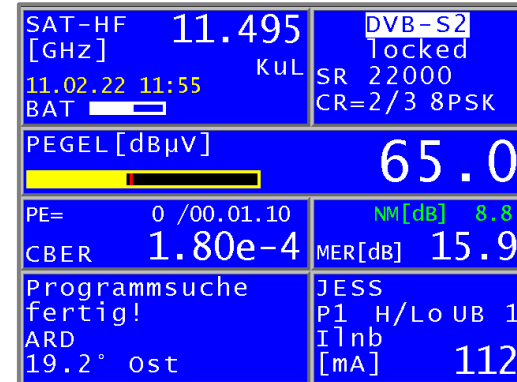 SAT-HF 11.495
[GHz]
KuL
11.02.22 11:55
BAT
DVB-S2
locked
SR 22000
CR=2/3 8PSK
PEGEL[dBµV]
65.0
PE= 0 /00.01.10
CBER 1.80e-4
NM[dB] 8.8
MER[dB] 15.9
Programmsuche
fertig!
ARD
19.2° Ost
JESS
P1 H/Lo UB 1
Ilnb
[mA] 112